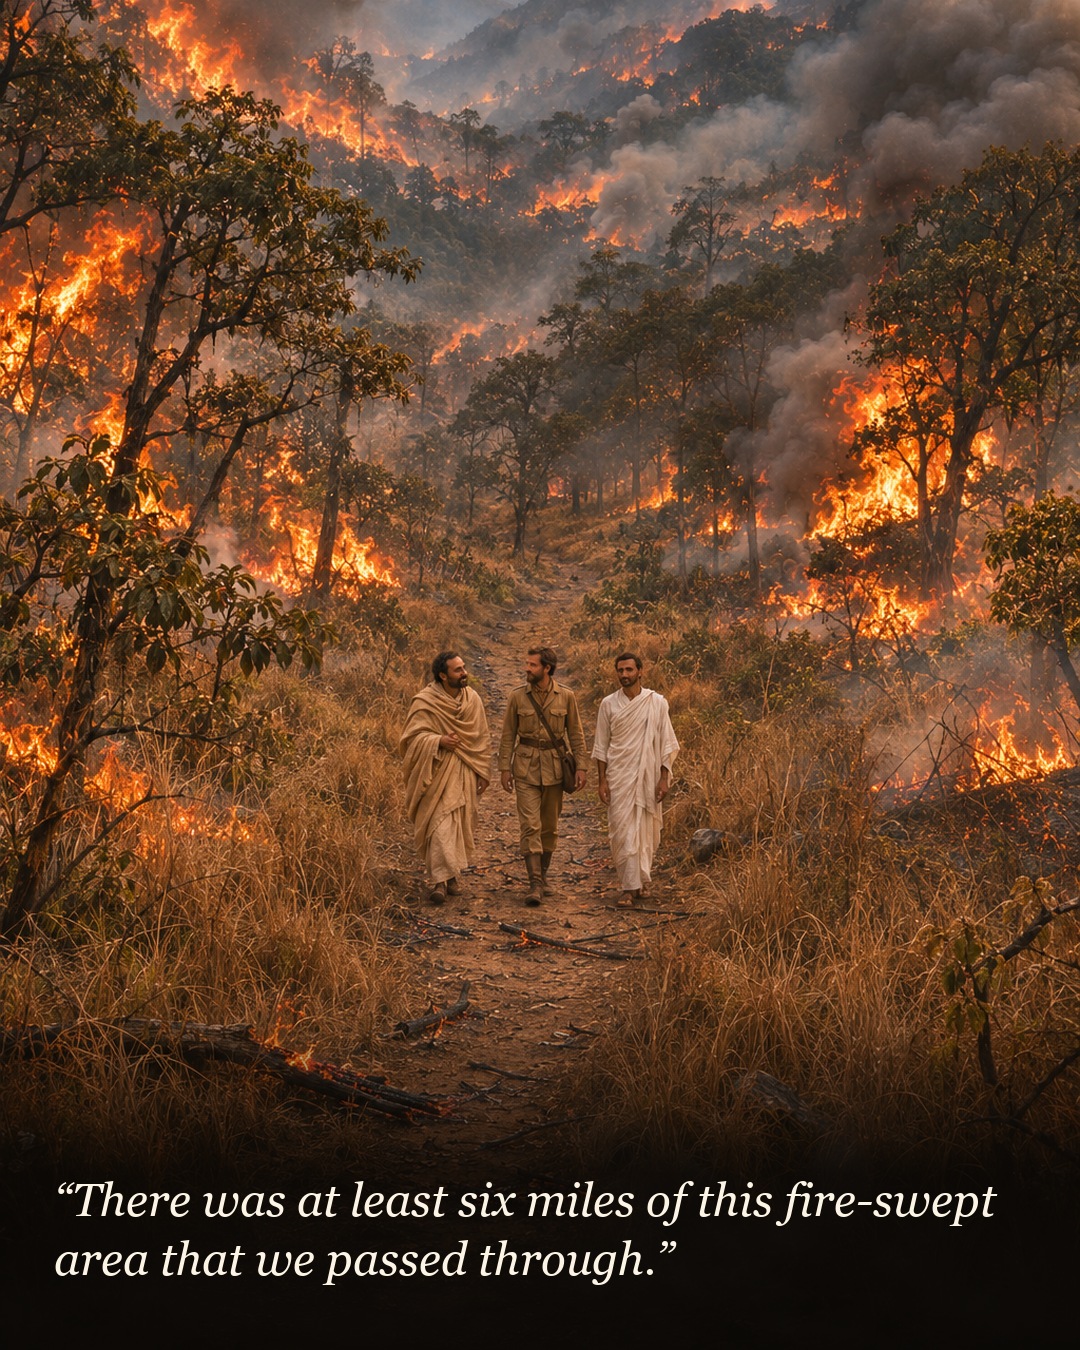 “There was at least six miles of this fire-swept
area that we passed through.”